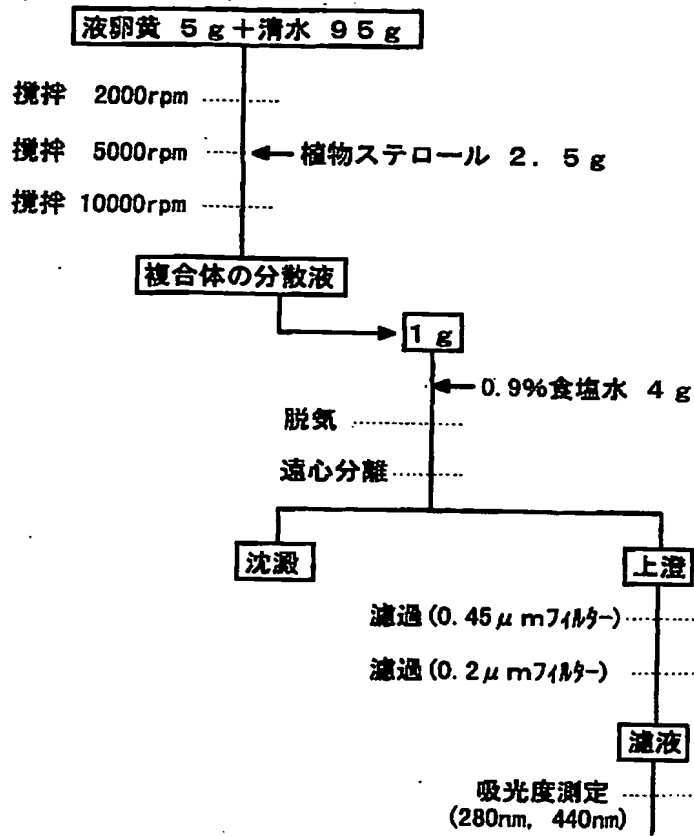 液卵黄 5g+清水 95g
攪拌 2000rpm
攪拌 5000rpm
植物ステロール 2.5g
攪拌 10000rpm
複合体の分散液
1g
0.9%食塩水 4g
脱気
遠心分離
沈澱
上澄
濾過(0.45μmフィルター)
濾過(0.2μmフィルター)
濾液
吸光度測定
(280nm, 440nm)